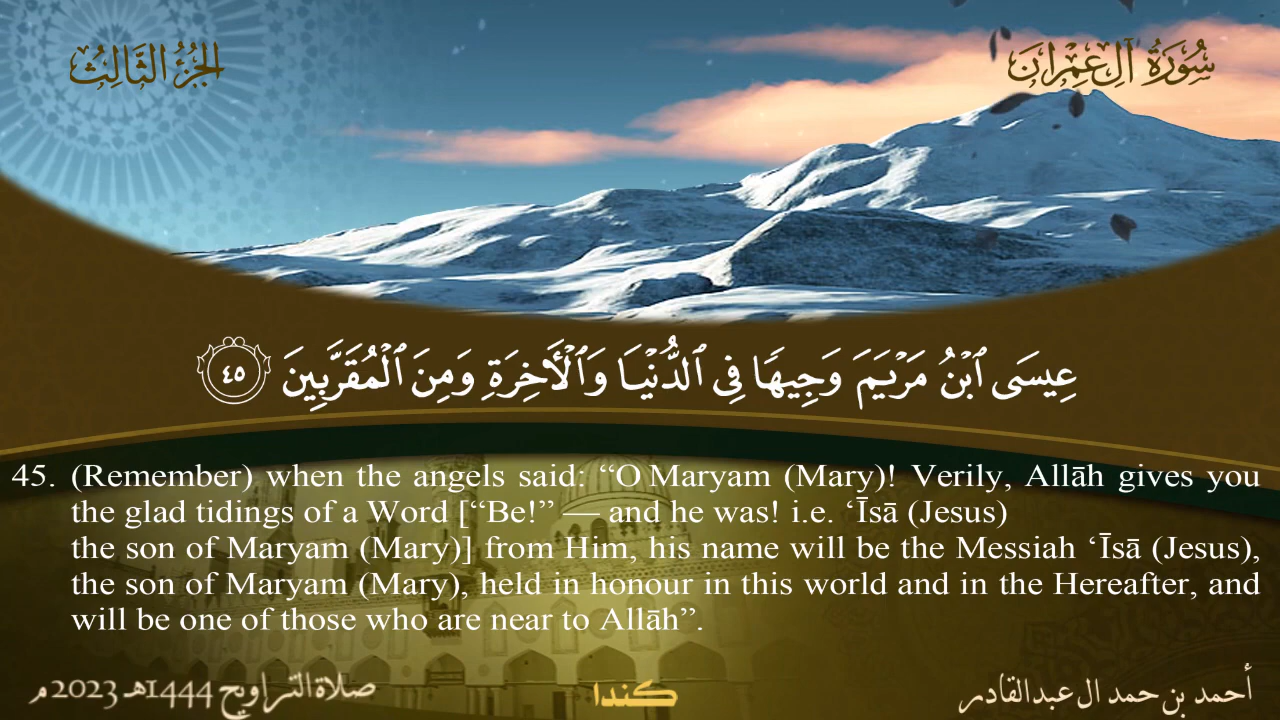 سُورَةُ آلِ عِمْرَانَ
الجُزْءُ الثَّالِثُ
عِيسَى ٱبۡنُ مَرۡيَمَ وَجِيهٗا فِي ٱلدُّنۡيَا وَٱلۡأٓخِرَةِ وَمِنَ ٱلۡمُقَرَّبِينَ ٤٥
45. (Remember) when the angels said: “O Maryam (Mary)! Verily, Allāh gives you
the glad tidings of a Word [“Be!” — and he was! i.e. ‘Īsā (Jesus)
the son of Maryam (Mary)] from Him, his name will be the Messiah ‘Īsā (Jesus),
the son of Maryam (Mary), held in honour in this world and in the Hereafter, and
will be one of those who are near to Allāh”.
أحمد بن حمد ال عبدالقادر
كندا
صلاة التراويح 1444هـ 2023 م